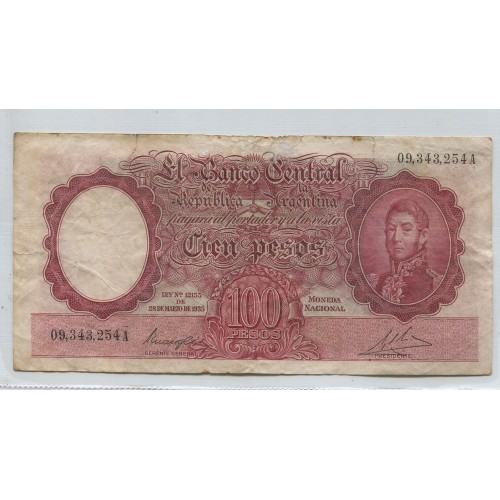 09,343,254A
El Banco Central
de la
República Argentina
pagará al portador y a la vista
Cien pesos
LEY Nº 12155
DE
28 DE MARZO DE 1935
100
PESOS
MONEDA
NACIONAL
09,343,254A
GERENTE GENERAL
PRESIDENTE